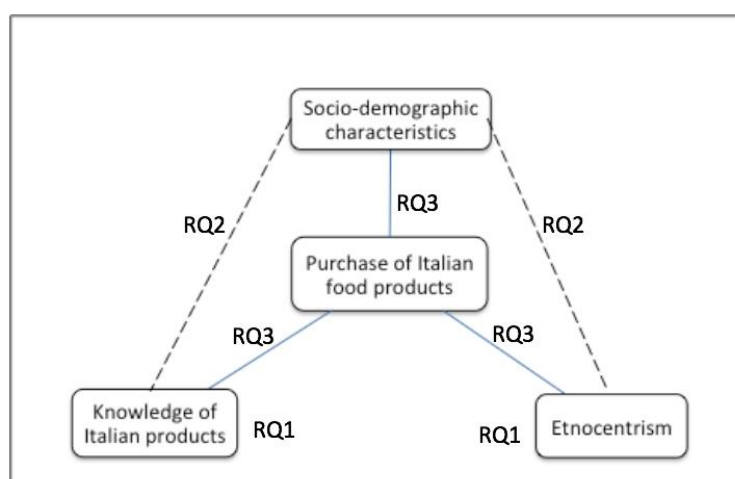 Socio-demographic
characteristics
RQ3
RQ2
RQ2
Purchase of Italian
food products
RQ3
RQ3
Knowledge of
Italian products
RQ1
RQ1
Etnocentrism